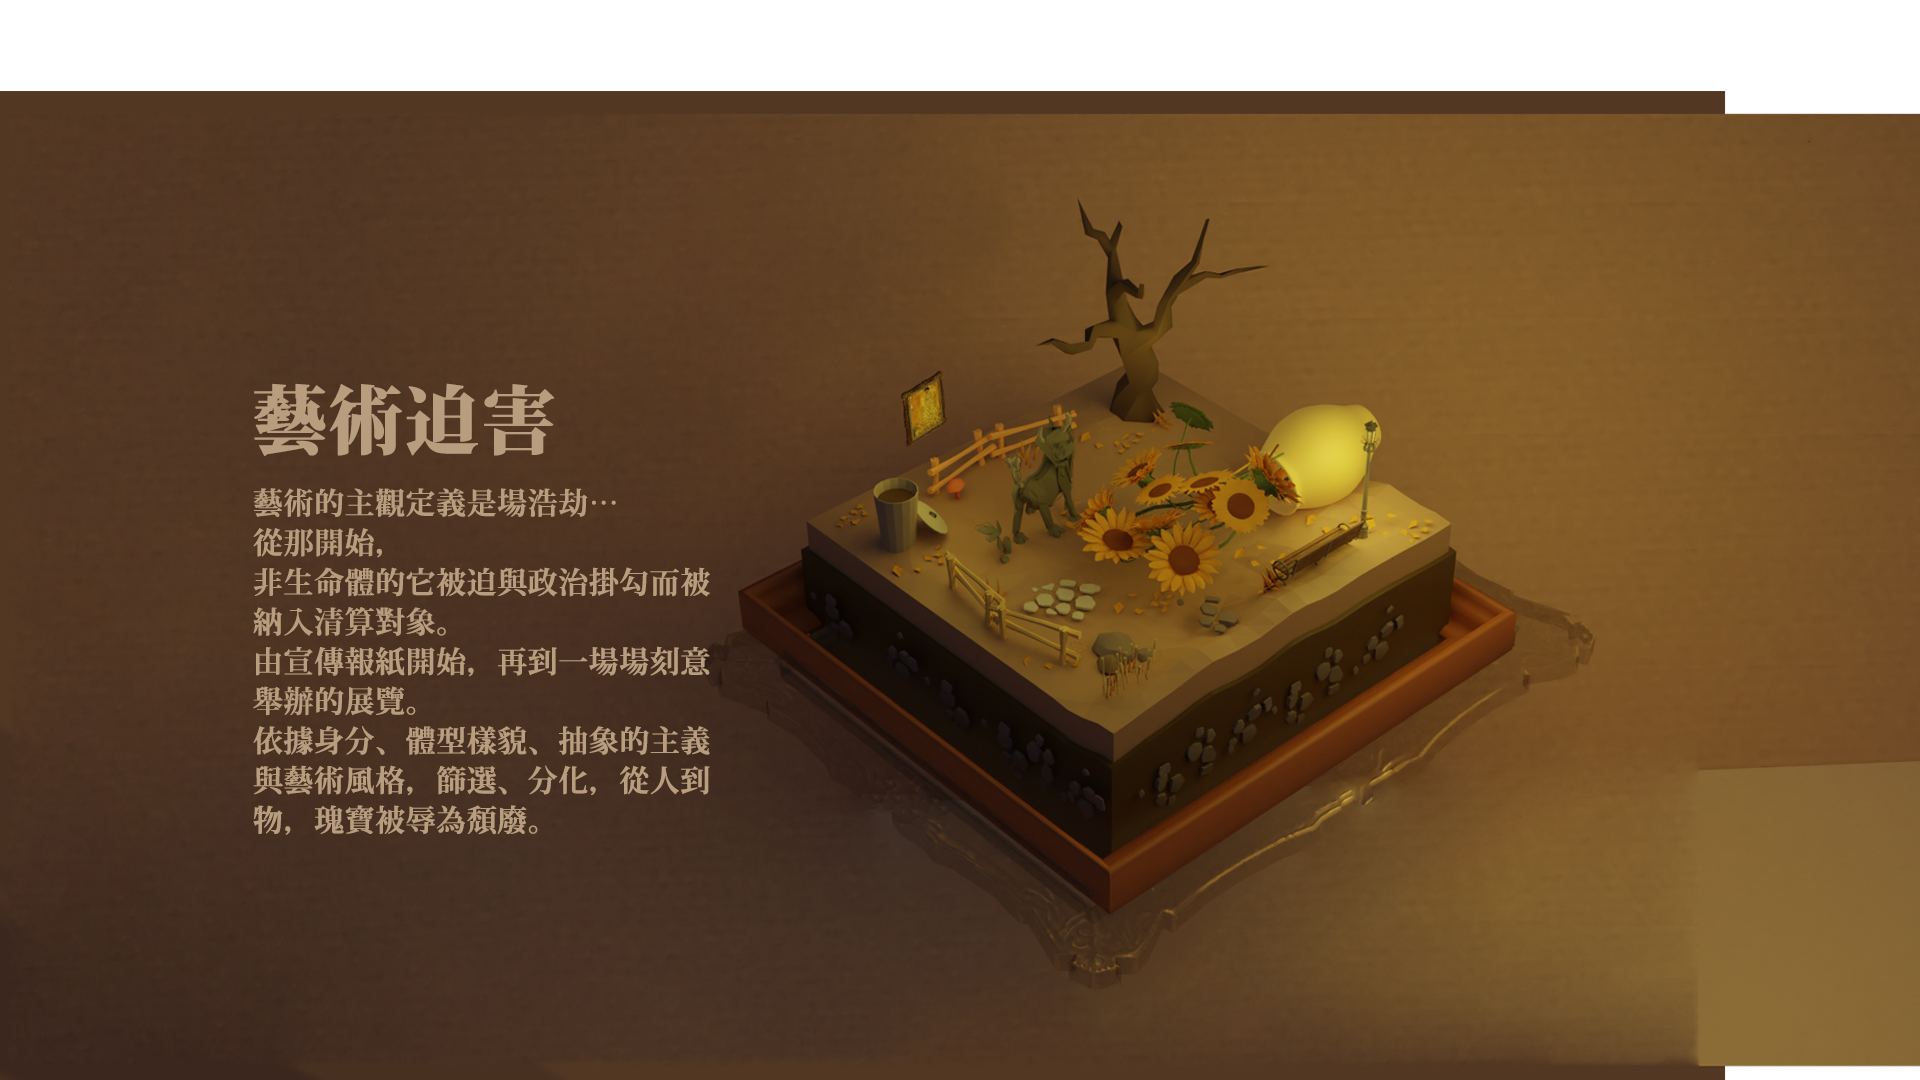 藝術迫害
藝術的主觀定義是場浩劫⋯
從那開始，
非生命體的它被迫與政治掛勾而被
納入清算對象。
由宣傳報紙開始，再到一場場刻意
舉辦的展覽。
依據身分、體型樣貌、抽象的主義
與藝術風格，篩選、分化，從人到
物，瑰寶被辱為頹廢。